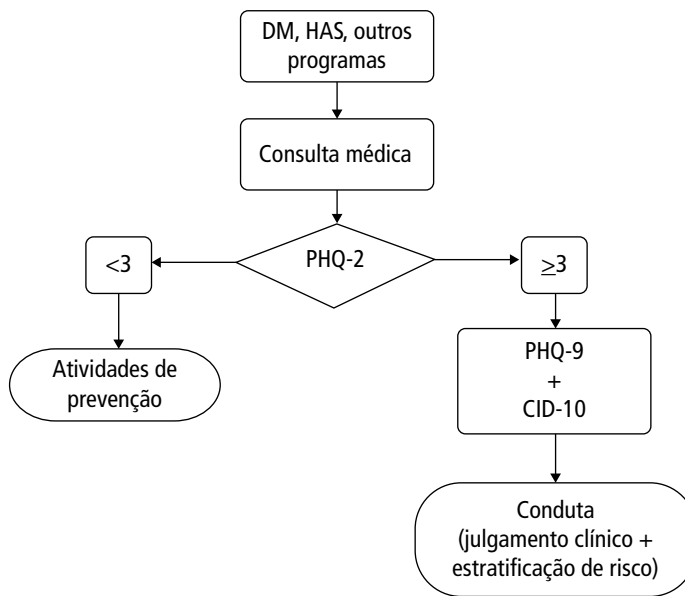 DM, HAS, outros
programas
Consulta médica
<3
PHQ-2
≥3
Atividades de
prevenção
PHQ-9
+
CID-10
Conduta
(julgamento clínico +
estratificação de risco)